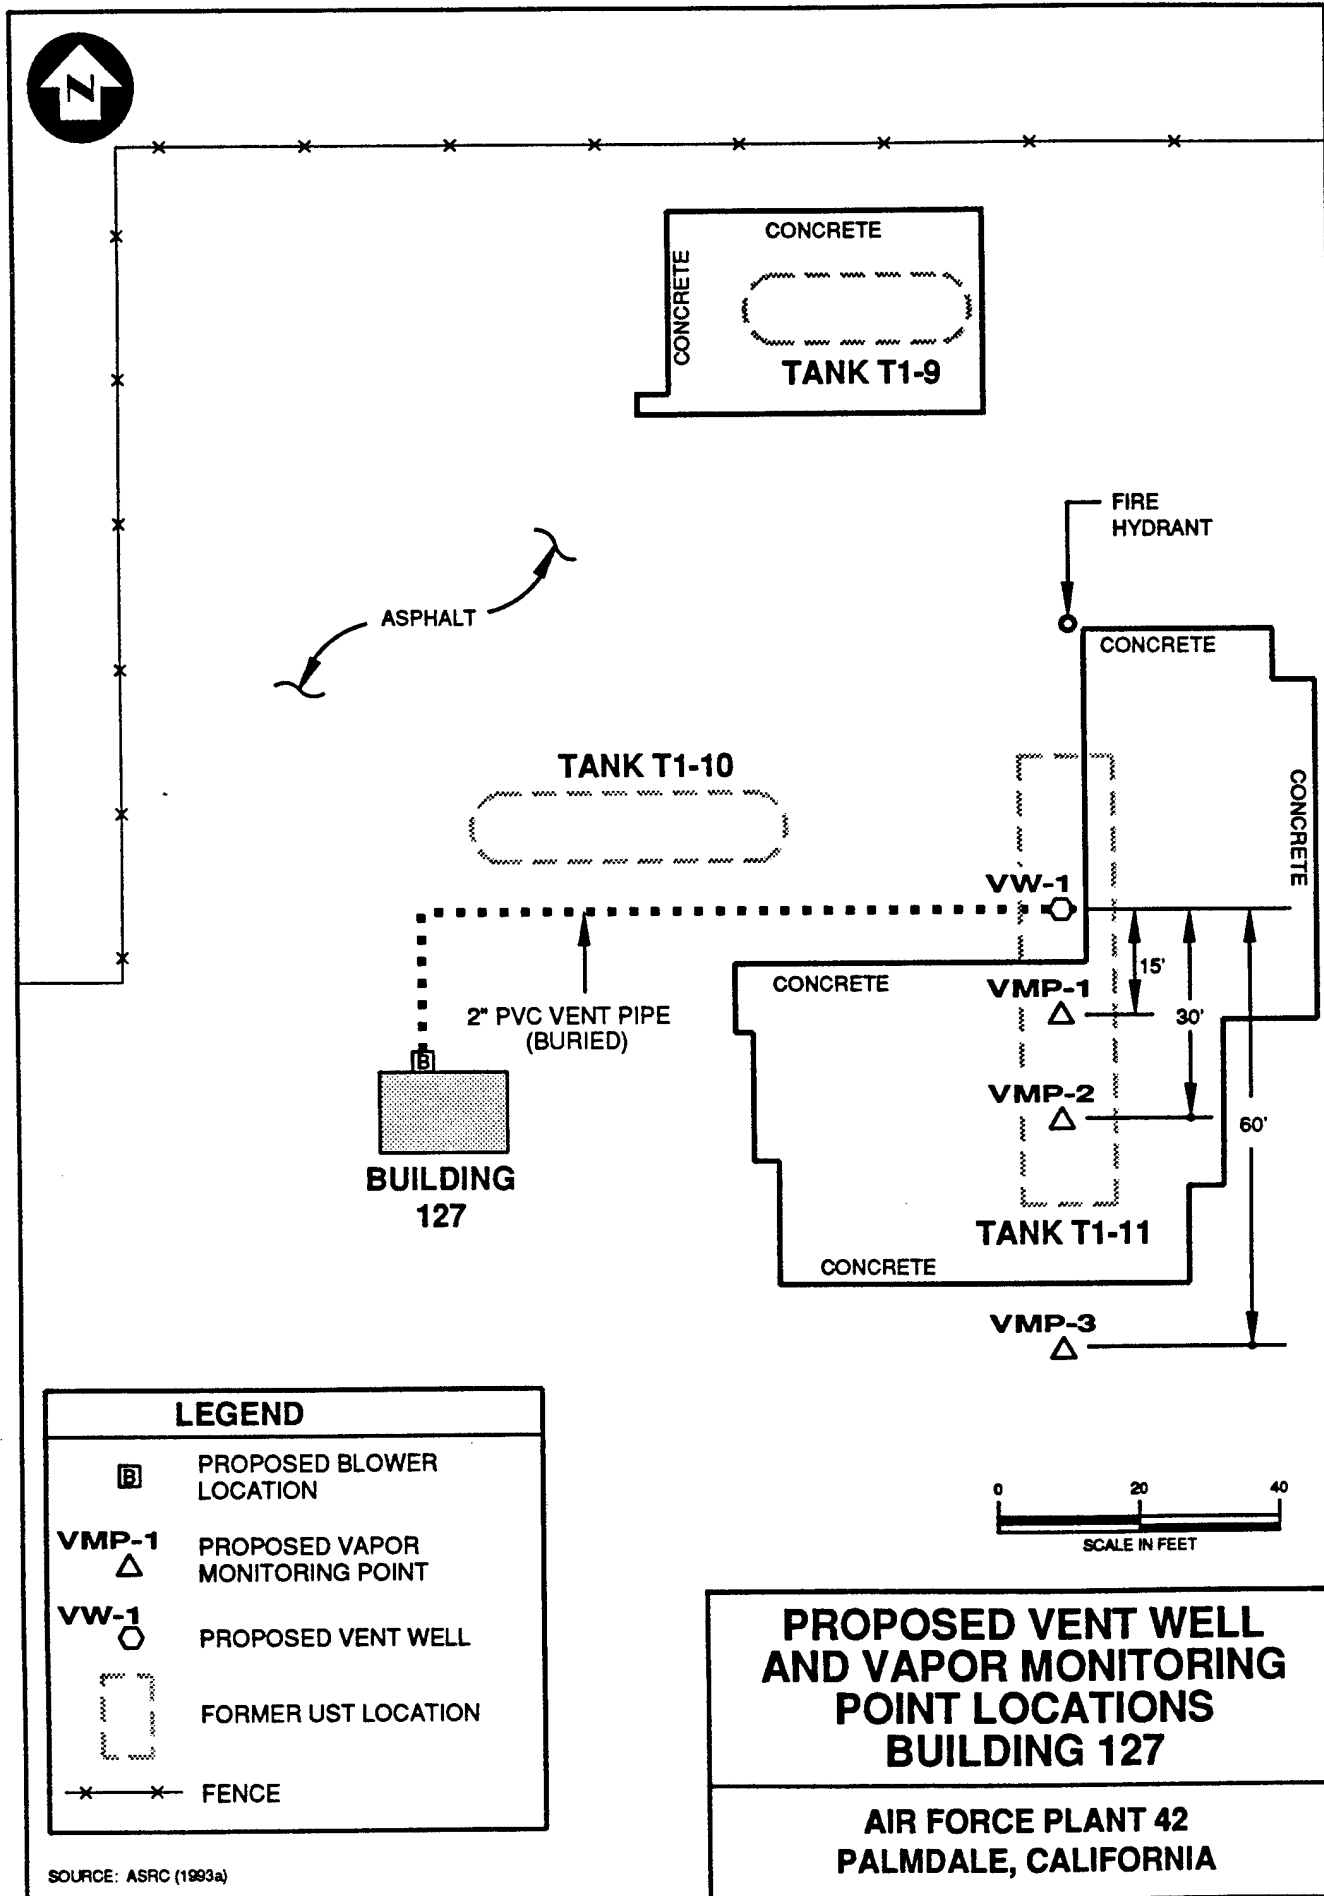 N
CONCRETE
CONCRETE
TANK T1-9
FIRE
HYDRANT
ASPHALT
CONCRETE
TANK T1-10
CONCRETE
VW-1
CONCRETE
15'
VMP-1
2" PVC VENT PIPE
(BURIED)
30'
B
VMP-2
60'
BUILDING
127
TANK T1-11
CONCRETE
VMP-3
LEGEND
B
PROPOSED BLOWER
LOCATION
VMP-1
PROPOSED VAPOR
MONITORING POINT
VW-1
PROPOSED VENT WELL
FORMER UST LOCATION
FENCE
0 20 40
SCALE IN FEET
PROPOSED VENT WELL
AND VAPOR MONITORING
POINT LOCATIONS
BUILDING 127
AIR FORCE PLANT 42
PALMDALE, CALIFORNIA
SOURCE: ASRC (1993a)